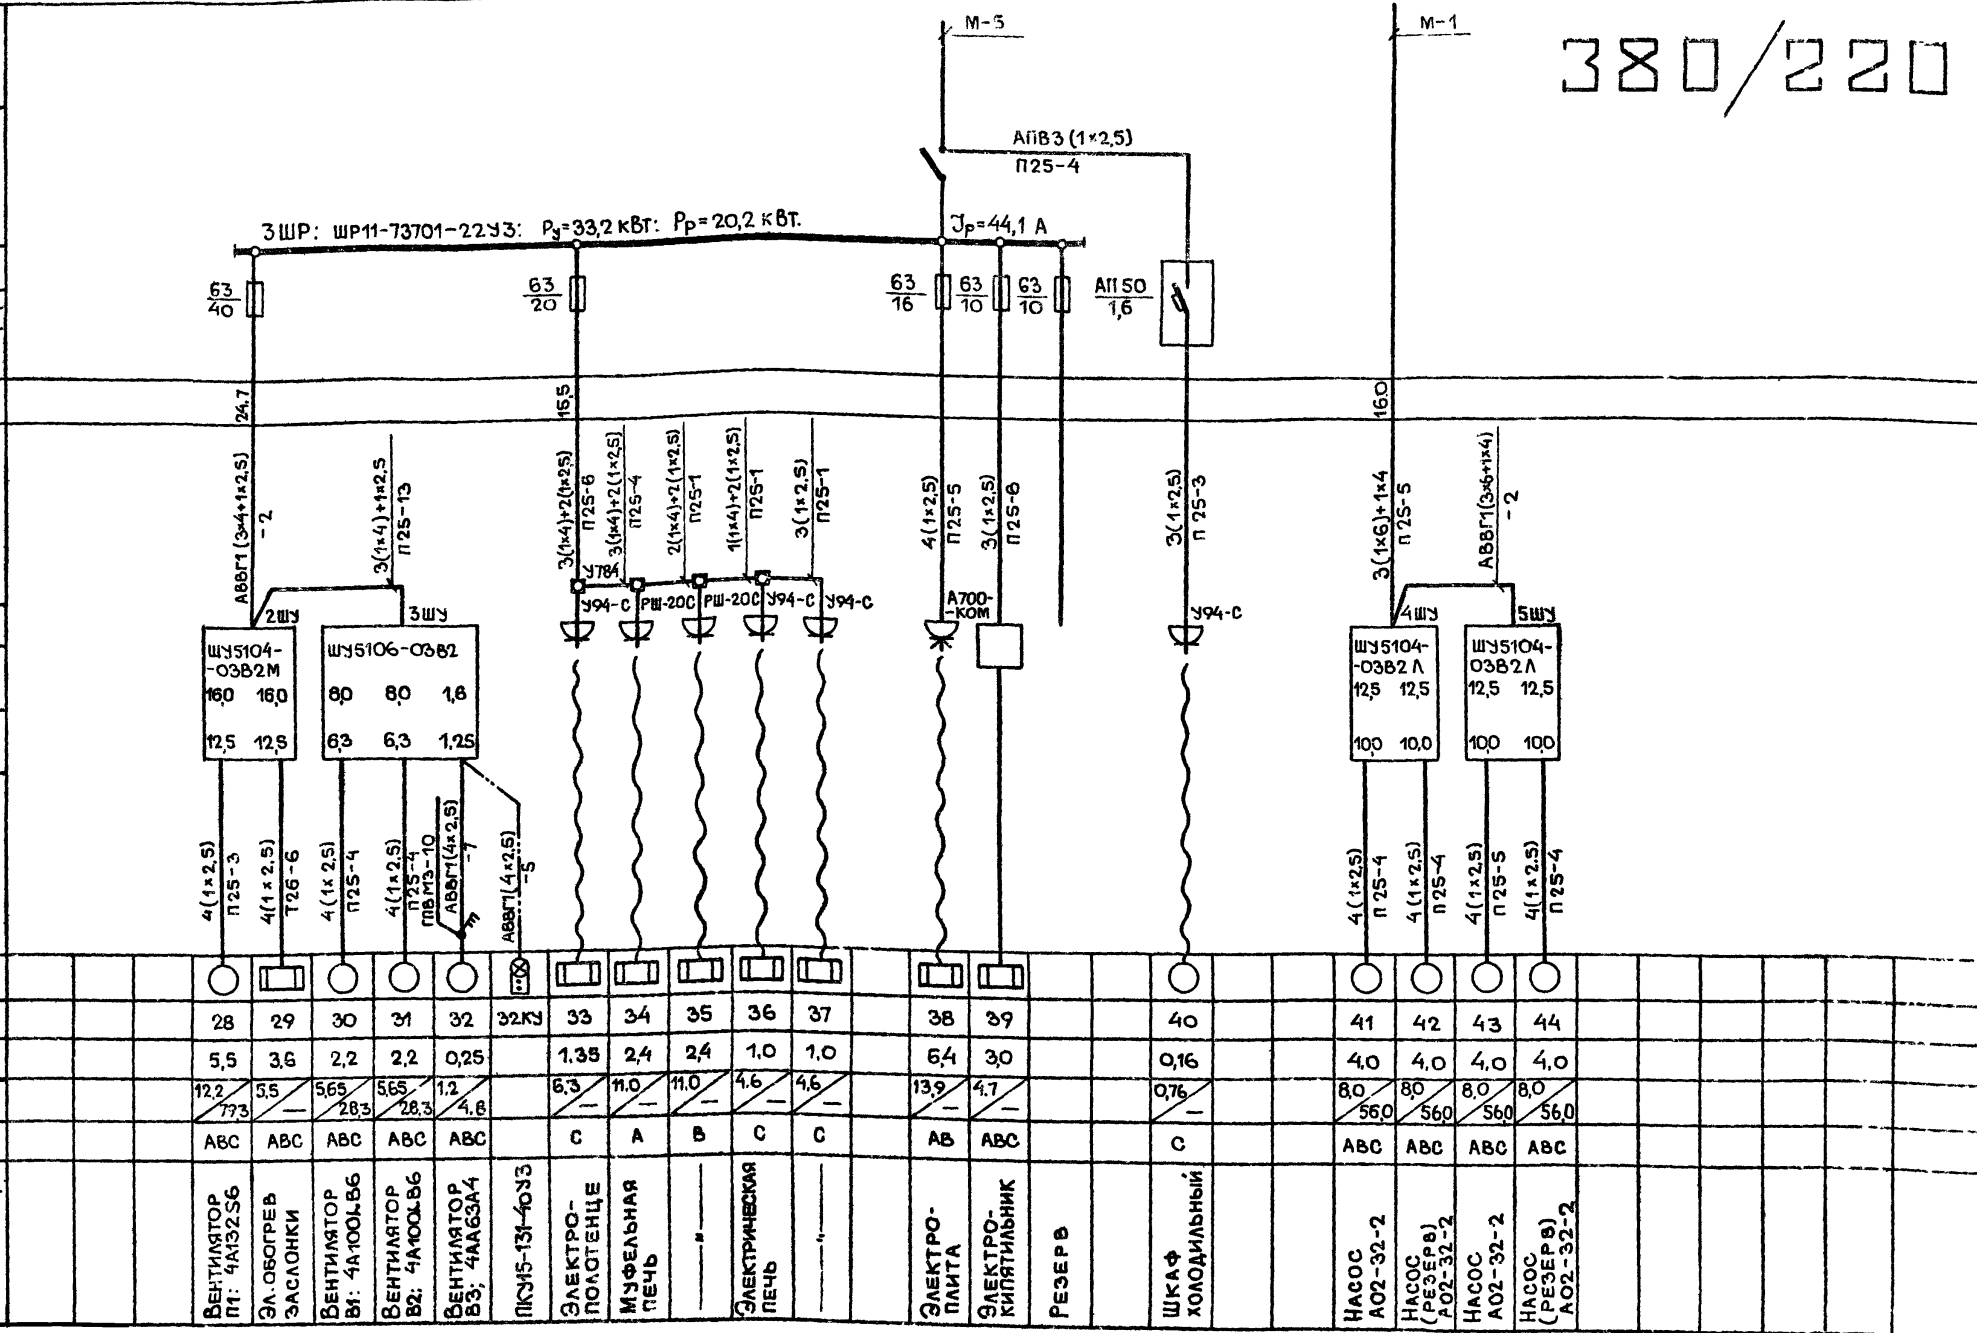 М-5
М-1
380/220
АПВ3(1×2,5)
П25-4
3ШР: ШР11-73701-22У3: Ру=33,2 кВт: Рр=20,2 кВт. Jр=44,1 А
63
40
63
20
63
16
63
10
63
10
АП50
1,6
24,7
15,5
16,0
АВВГ1(3×4+1×2,5)
-2
3(1×4)+1×2,5
П25-13
3(1×4)+2(1×2,5)
П25-6
3(1×4)+2(1×2,5)
П25-4
2(1×4)+2(1×2,5)
П25-1
1(1×4)+2(1×2,5)
П25-1
3(1×2,5)
П25-1
4(1×2,5)
П25-5
3(1×2,5)
П25-6
3(1×2,5)
П25-3
3(1×6)+1×4
П25-5
АВВГ1(3×6+1×4)
-2
2ШУ
3ШУ
У784
У94-С
РШ-20С
РШ-20С
У94-С
У94-С
А700-
-КОМ
У94-С
4ШУ
5ШУ
ШУ5104-
-03В2М
16,0 16,0
12,5 12,5
ШУ5106-03В2
8,0 8,0 1,6
6,3 6,3 1,25
ШУ5104-
-03В2Л
12,5 12,5
10,0 10,0
ШУ5104-
03В2Л
12,5 12,5
10,0 10,0
4(1×2,5)
П25-3
4(1×2,5)
Т26-6
4(1×2,5)
П25-4
4(1×2,5)
П25-4
ПВМ3-10
АВВГ1(4×2,5)
-7
АВВГ1(4×2,5)
-5
4(1×2,5)
П25-4
4(1×2,5)
П25-4
4(1×2,5)
П25-5
4(1×2,5)
П25-4
28 29 30 31 32 32КУ 33 34 35 36 37 38 39 40 41 42 43 44
5,5 3,6 2,2 2,2 0,25 1,35 2,4 2,4 1,0 1,0 6,4 3,0 0,16 4,0 4,0 4,0 4,0
12,2/77,3 5,5/— 5,65/28,3 5,65/28,3 1,2/4,6 6,3/— 11,0/— 11,0/— 4,6/— 4,6/— 13,9/— 4,7/— 0,76/— 8,0/56,0 8,0/56,0 8,0/56,0 8,0/56,0
АВС АВС АВС АВС АВС С А В С С АВ АВС С АВС АВС АВС АВС
Вентилятор
П1: 4А132S6
Эл. обогрев
заслонки
Вентилятор
В1: 4А100LВ6
Вентилятор
В2: 4А100LВ6
Вентилятор
В3; 4АА63А4
ПКУ15-131-40У3
Электро-
полотенце
Муфельная
печь
—"—
Электрическая
печь
—"—
Электро-
плита
Электро-
кипятильник
Резерв
Шкаф
холодильный
Насос
АО2-32-2
Насос
(резерв)
АО2-32-2
Насос
АО2-32-2
Насос
(резерв)
АО2-32-2